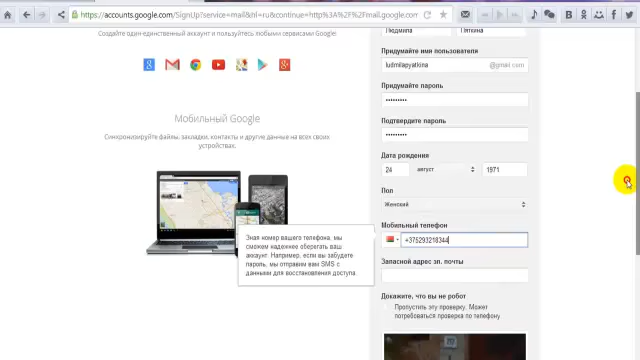 https://accounts.google.com/SignUp?service=mail&hl=ru&continue=http%3A%2F%2Fmail.google.com
Создайте один-единственный аккаунт и пользуйтесь любыми сервисами Google!
Мобильный Google
Синхронизируйте файлы, закладки, контакты и другие данные на всех своих
устройствах.
Людмила
Пяткина
Придумайте имя пользователя
ludmilapyatkina
@gmail.com
Придумайте пароль
•••••••••
Подтвердите пароль
•••••••••
Дата рождения
24
август
1971
Пол
Женский
Мобильный телефон
+375293218344
Зная номер вашего телефона, мы
сможем надежнее оберегать ваш
аккаунт. Например, если вы забудете
пароль, мы отправим вам SMS с
данными для восстановления доступа
Запасной адрес эл. почты
Докажите, что вы не робот
Пропустить эту проверку. Может
потребоваться проверка по телефону